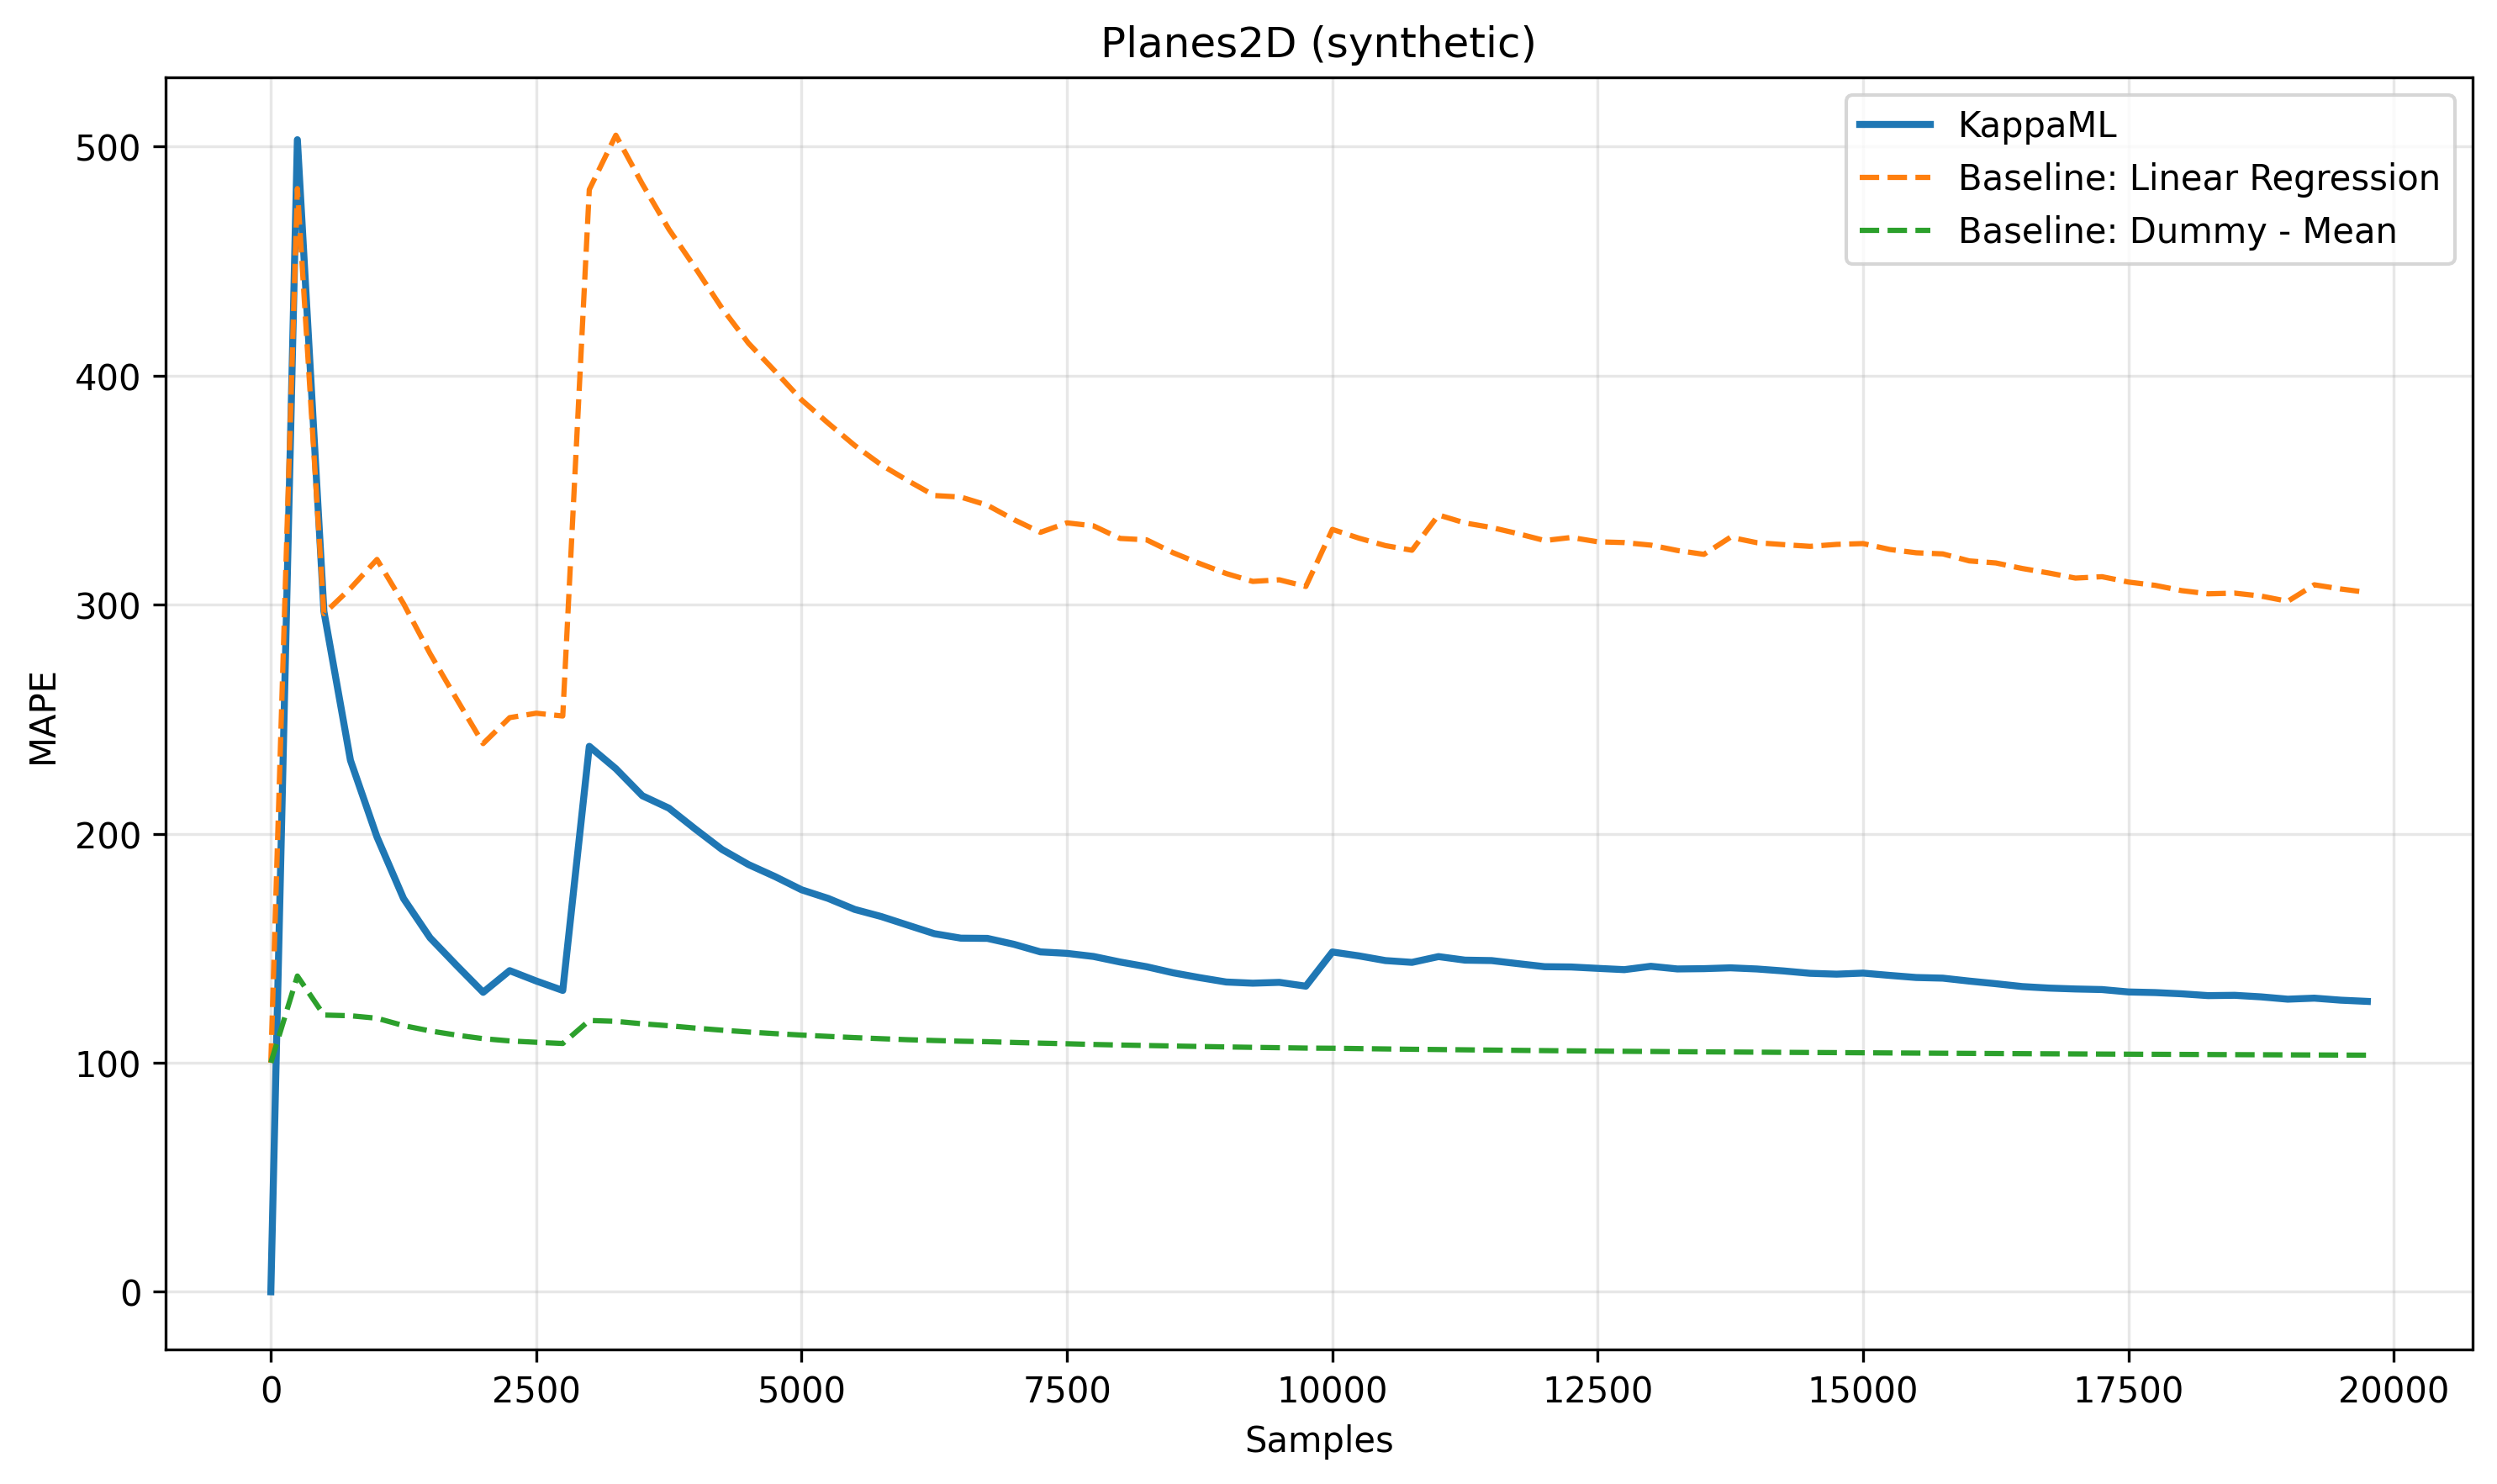 Planes2D (synthetic)
KappaML
Baseline: Linear Regression
Baseline: Dummy - Mean
MAPE
500
400
300
200
100
0
0 2500 5000 7500 10000 12500 15000 17500 20000
Samples